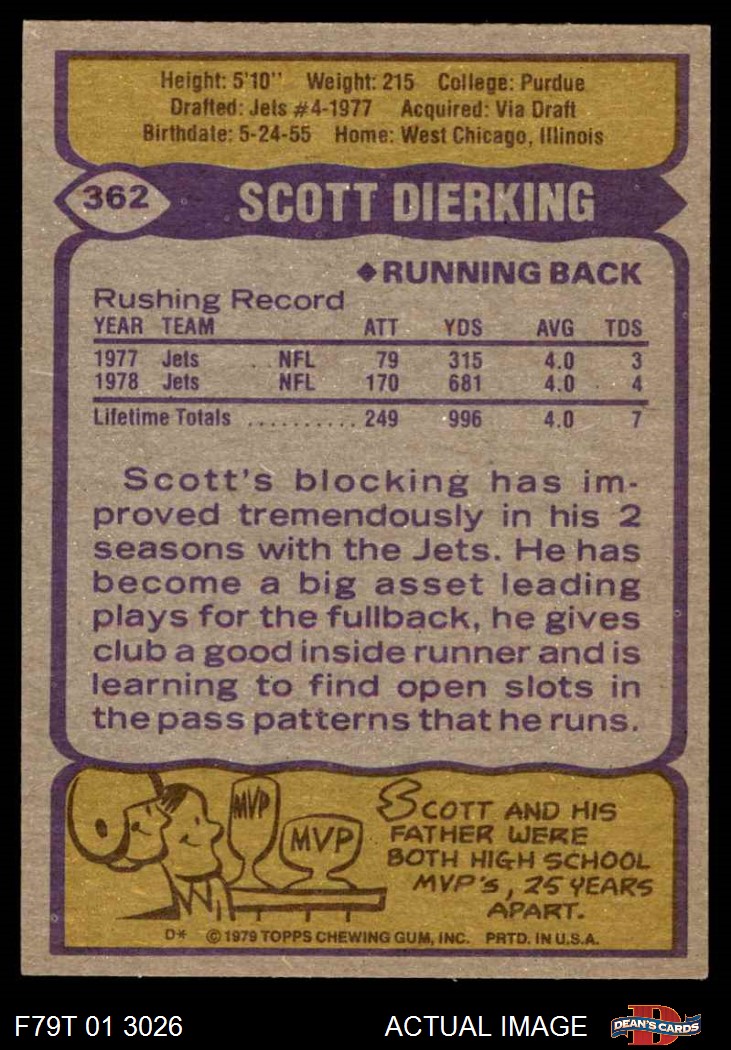 Height: 5'10" Weight: 215 College: Purdue
Drafted: Jets #4-1977 Acquired: Via Draft
Birthdate: 5-24-55 Home: West Chicago, Illinois
362 SCOTT DIERKING
◆RUNNING BACK
Rushing Record
YEAR TEAM ATT YDS AVG TDS
1977 Jets NFL 79 315 4.0 3
1978 Jets NFL 170 681 4.0 4
Lifetime Totals .......... 249 996 4.0 7
Scott's blocking has im-
proved tremendously in his 2
seasons with the Jets. He has
become a big asset leading
plays for the fullback, he gives
club a good inside runner and is
learning to find open slots in
the pass patterns that he runs.
MVP
MVP
SCOTT AND HIS
FATHER WERE
BOTH HIGH SCHOOL
MVP's, 25 YEARS
APART.
D* © 1979 TOPPS CHEWING GUM, INC. PRTD. IN U.S.A.
F79T 01 3026 ACTUAL IMAGE D DEAN'S CARDS